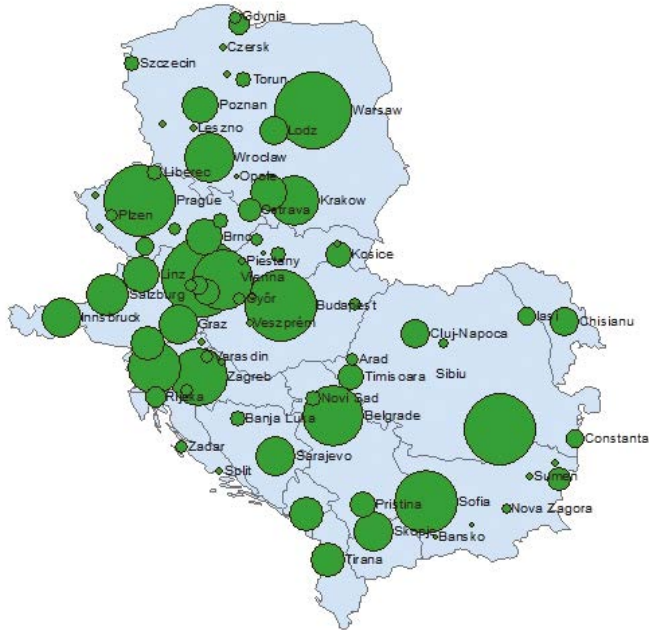 Gdynia
Czersk
Szczecin
Torun
Poznan
Warsaw
Leszno
Lodz
Wrocław
Liberec
Opole
Prague
Krakow
Plzen
Ostrava
Brno
Kosice
Piestany
Linz
Vienna
Salzburg
Győr
Budapest
Innsbruck
Graz
Veszprém
Iasi
Chisianu
Cluj-Napoca
Varasdin
Arad
Sibiu
Zagreb
Timisoara
Rijeka
Novi Sad
Banja Luka
Belgrade
Constanta
Zadar
Sarajevo
Split
Sumen
Pristina
Sofia
Nova Zagora
Skopje
Bansko
Tirana